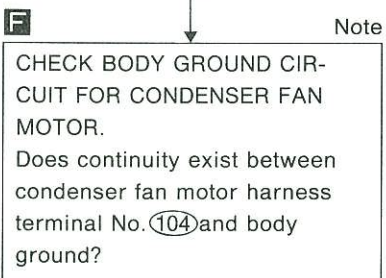 F
Note
CHECK BODY GROUND CIR-
CUIT FOR CONDENSER FAN
MOTOR.
Does continuity exist between
condenser fan motor harness
terminal No. 104 and body
ground?